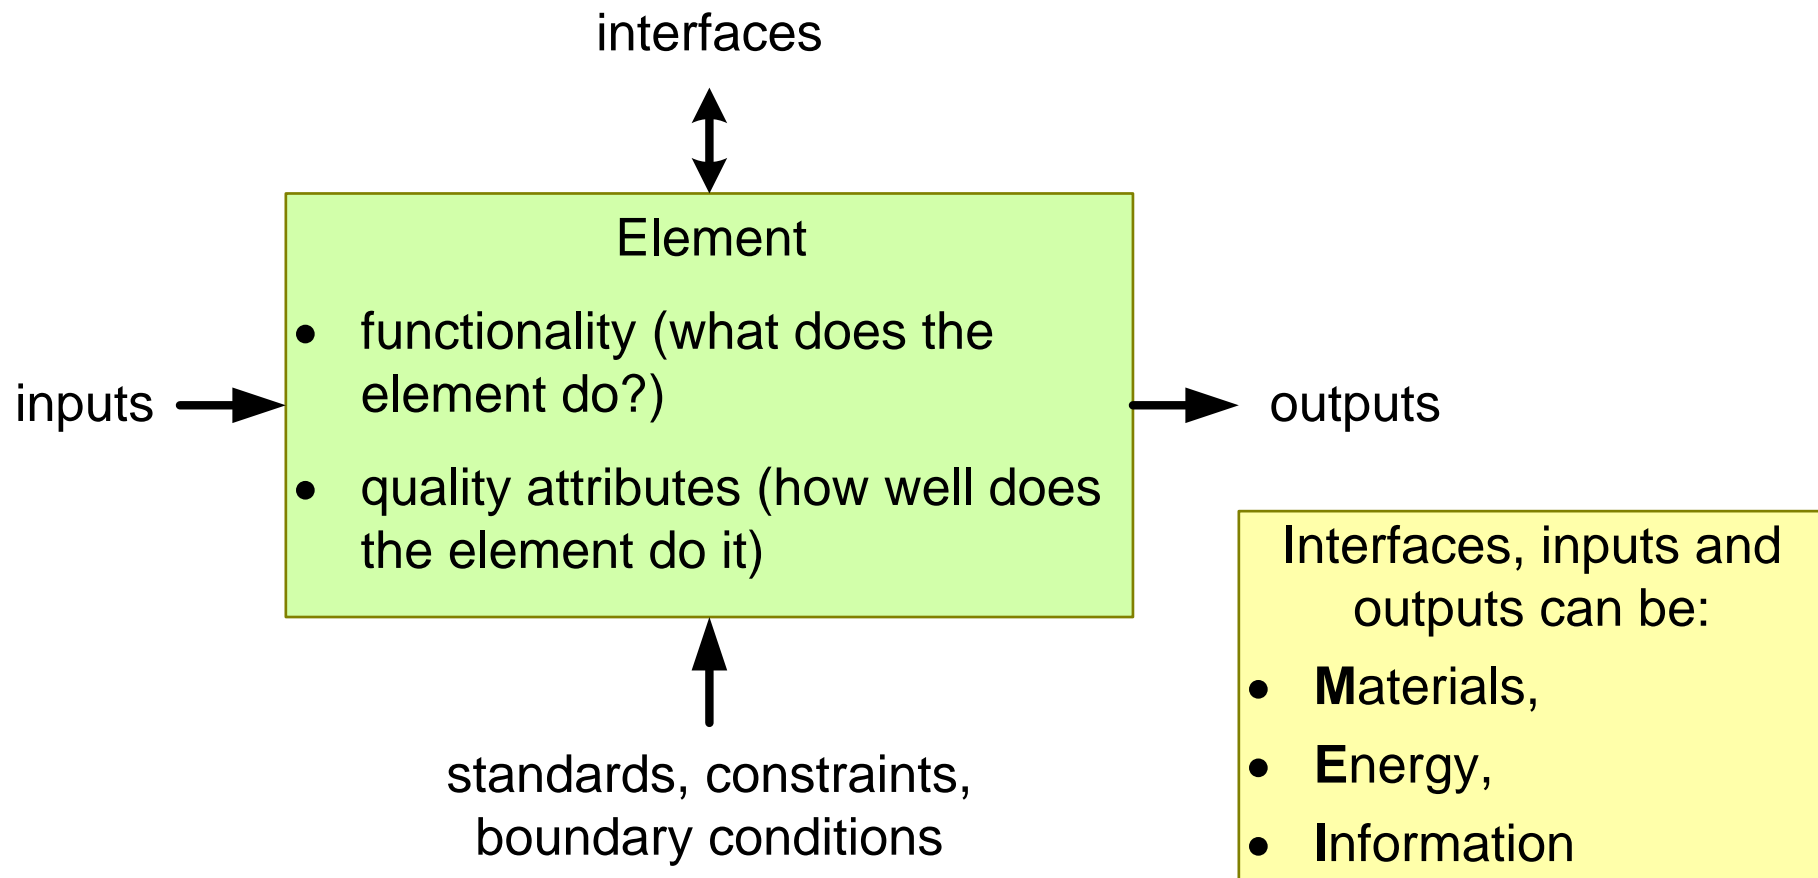 interfaces
Element
• functionality (what does the
element do?)
• quality attributes (how well does
the element do it)
inputs
outputs
standards, constraints,
boundary conditions
Interfaces, inputs and
outputs can be:
• Materials,
• Energy,
• Information